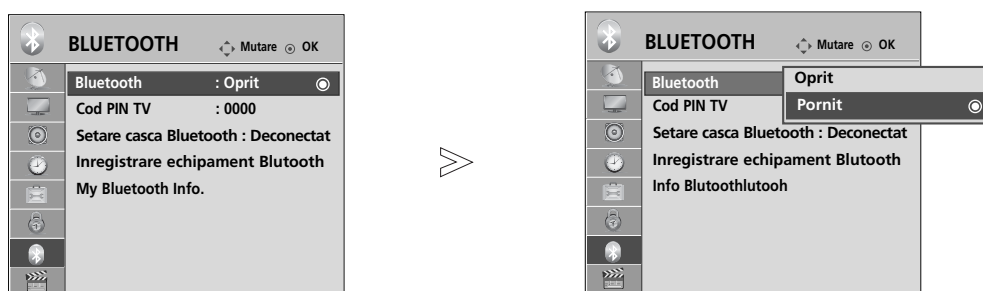 BLUETOOTH Mutare OK
Bluetooth : Oprit
Cod PIN TV : 0000
Setare casca Bluetooth : Deconectat
Inregistrare echipament Blutooth
My Bluetooth Info.
BLUETOOTH Mutare OK
Bluetooth Oprit
Cod PIN TV Pornit
Setare casca Bluetooth : Deconectat
Inregistrare echipament Blutooth
Info Blutoothlutooh